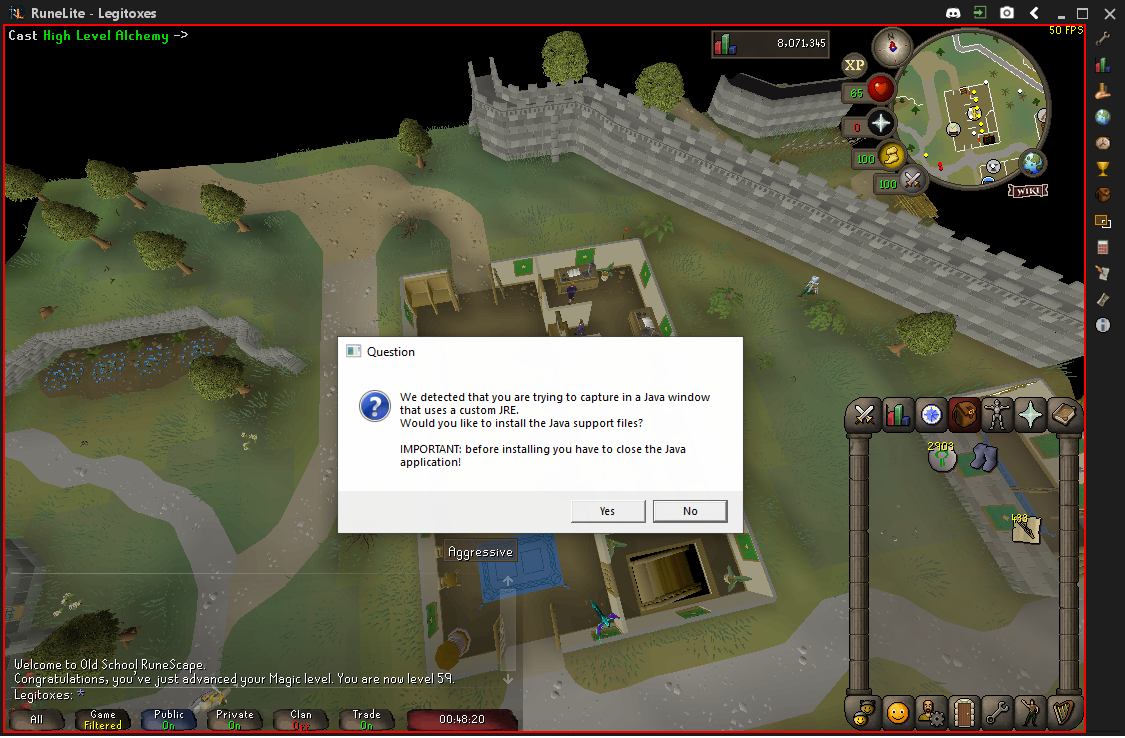 RuneLite - Legitoxes
50 FPS
Cast High Level Alchemy ->
8,071,345
XP
65
0
100
100
WIKI
Question
We detected that you are trying to capture in a Java window
that uses a custom JRE.
Would you like to install the Java support files?
IMPORTANT: before installing you have to close the Java
application!
Yes
No
2903
433
Aggressive
Welcome to Old School RuneScape.
Congratulations, you've just advanced your Magic level. You are now level 59.
Legitoxes: *
All
Game
Filtered
Public
On
Private
On
Clan
Off
Trade
On
00:48:20